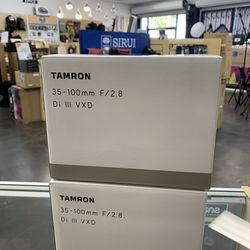 SIRUI
TAMRON
35-100mm F/2.8
Di III VXD
TAMRON
35-100mm F/2.8
Di III VXD